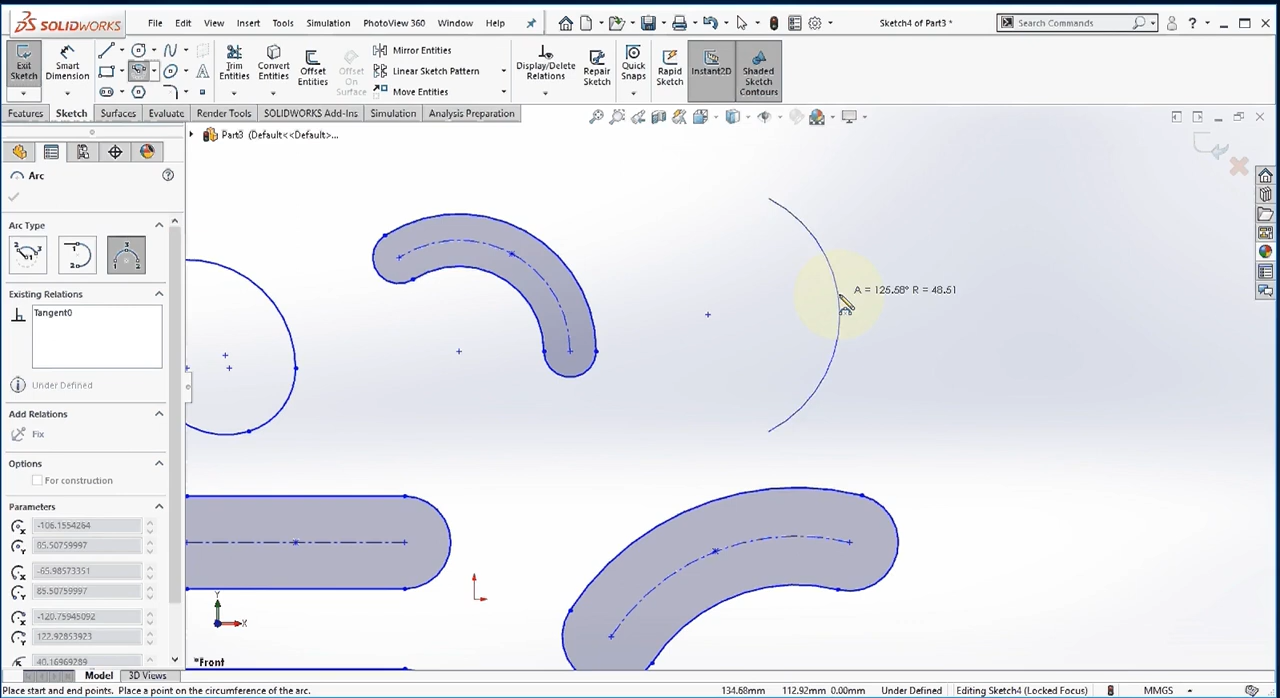 SOLIDWORKS File Edit View Insert Tools Simulation PhotoView 360 Window Help Sketch4 of Part3 * Search Commands ?
Exit Sketch Smart Dimension Trim Entities Convert Entities Offset Entities Offset On Surface Mirror Entities Linear Sketch Pattern Move Entities Display/Delete Relations Repair Sketch Quick Snaps Rapid Sketch Instant2D Shaded Sketch Contours
Features Sketch Surfaces Evaluate Render Tools SOLIDWORKS Add-Ins Simulation Analysis Preparation
Part3 (Default<<Default>...
Arc
Arc Type
Existing Relations
Tangent0
Under Defined
Add Relations
Fix
Options
For construction
Parameters
-106.1554264
85.50759997
-65.98573351
85.50759997
-120.75945092
122.92853923
40.16969289
A = 125.58° R = 48.51
Y
X
*Front
Model 3D Views
Place start and end points. Place a point on the circumference of the arc. 134.68mm 112.92mm 0.00mm Under Defined Editing Sketch4 (Locked Focus) MMGS